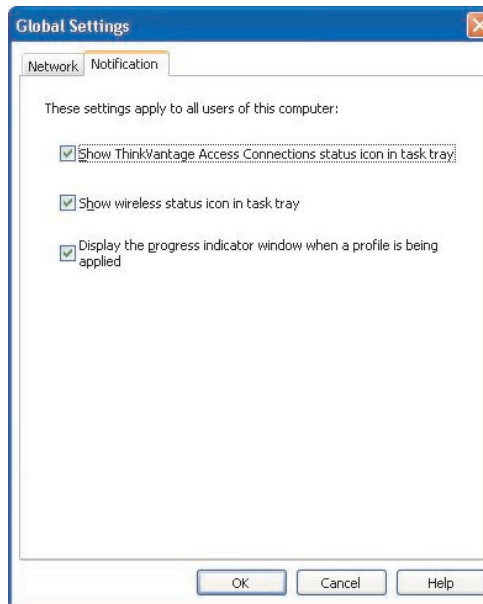 Global Settings
Network
Notification
These settings apply to all users of this computer:
Show ThinkVantage Access Connections status icon in task tray
Show wireless status icon in task tray
Display the progress indicator window when a profile is being
applied
OK
Cancel
Help